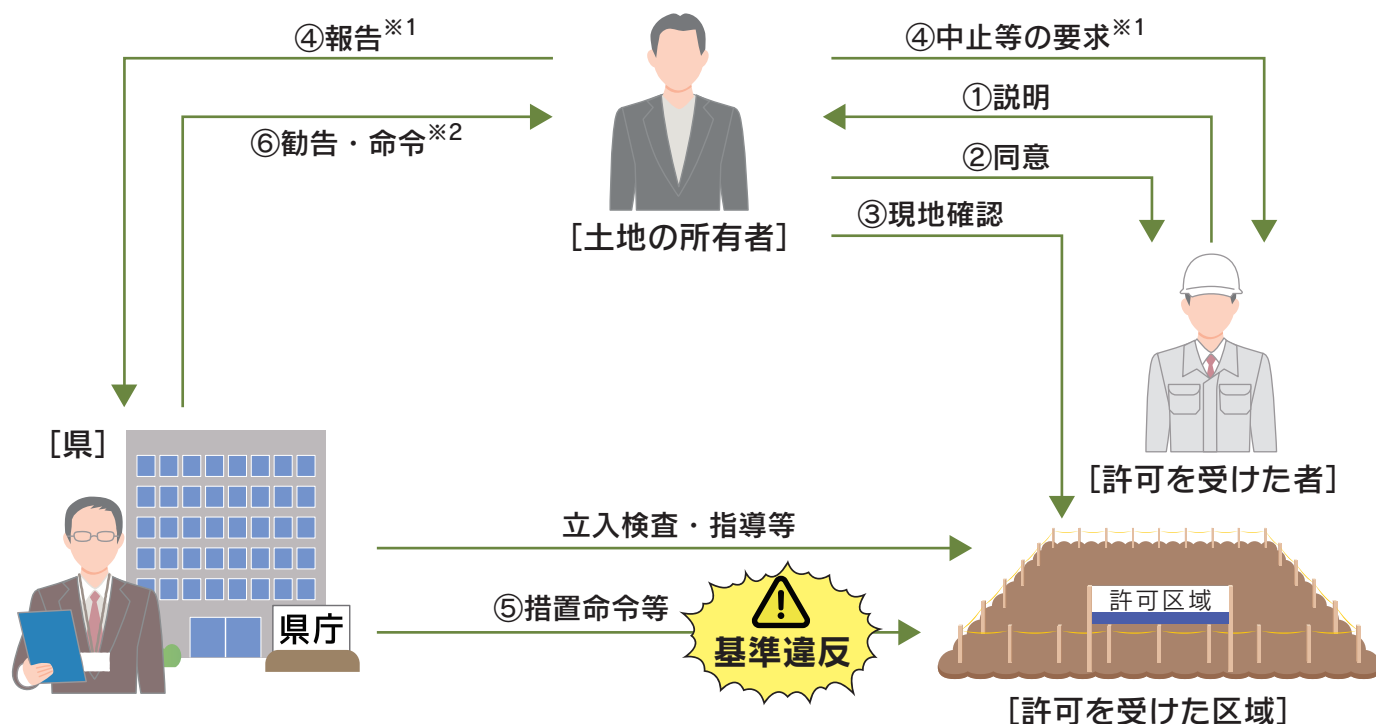 ④報告※1
④中止等の要求※1
①説明
⑥勧告・命令※2
②同意
③現地確認
[土地の所有者]
[県]
[許可を受けた者]
立入検査・指導等
許可区域
⑤措置命令等
県庁
基準違反
[許可を受けた区域]